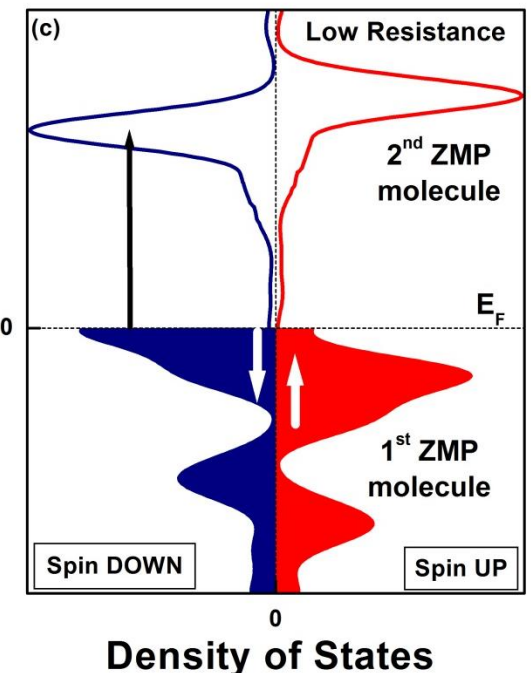 (c)
Low Resistance
2nd ZMP
molecule
EF
0
1st ZMP
molecule
Spin DOWN
Spin UP
0
Density of States